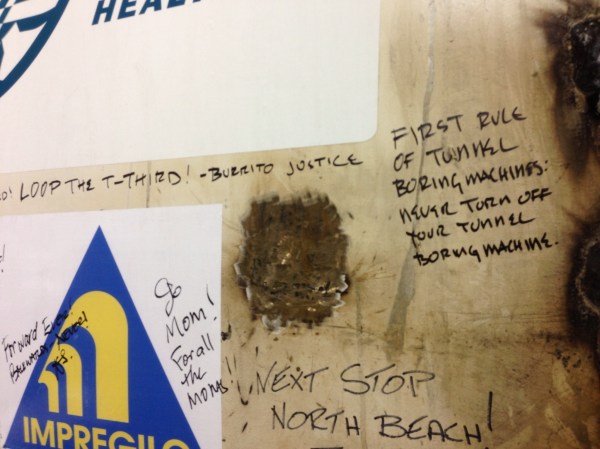 LOOP THE T-THIRD! -BURRITO JUSTICE
FIRST RULE
OF TUNNEL
BORING MACHINES:
NEVER TURN OFF
YOUR TUNNEL
BORING MACHINE.
Go
Mom!
For all
the
moms!!
NEXT STOP
NORTH BEACH!
IMPREGILO